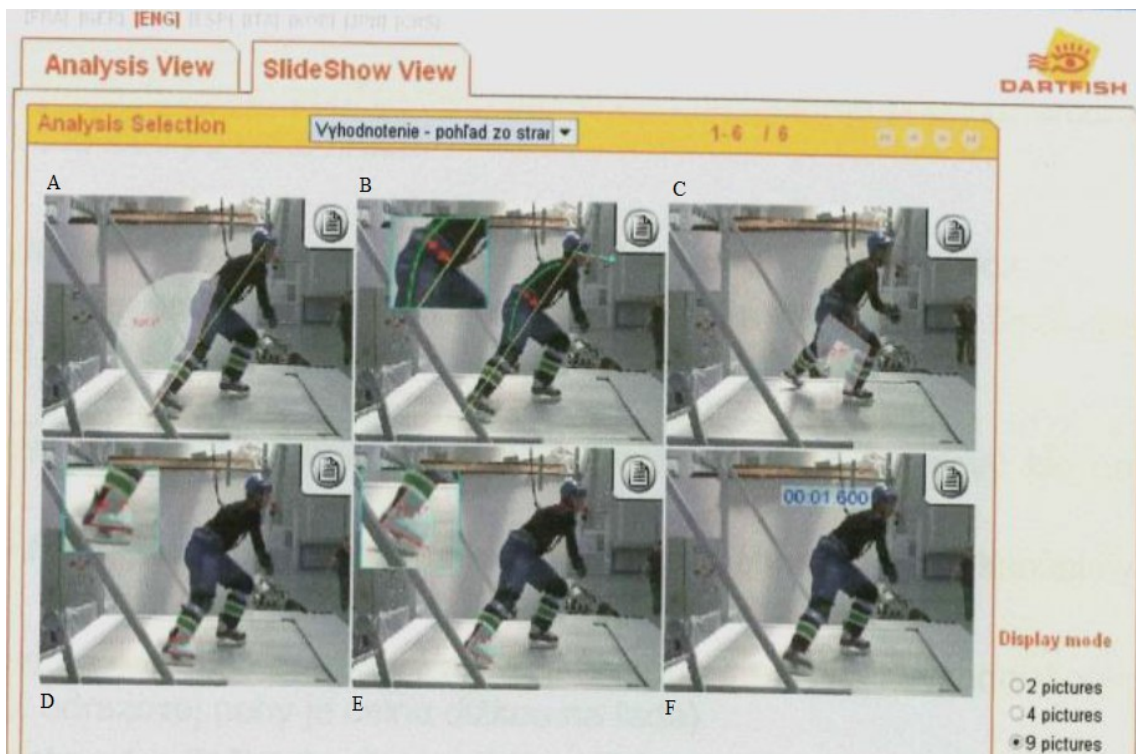 [ENG]
Analysis View
SlideShow View
DARTFISH
Analysis Selection
Vyhodnotenie - pohľad zo strar
1-6 / 6
A
B
C
00:01 600
D
E
F
Display mode
2 pictures
4 pictures
9 pictures